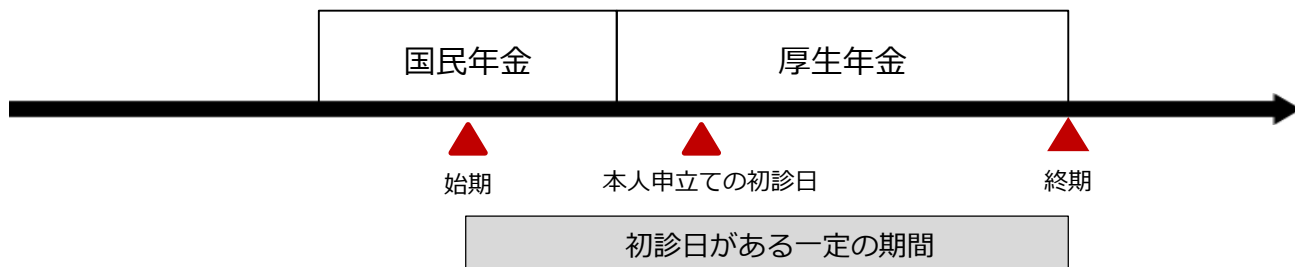 国民年金
厚生年金
始期
本人申立ての初診日
終期
初診日がある一定の期間